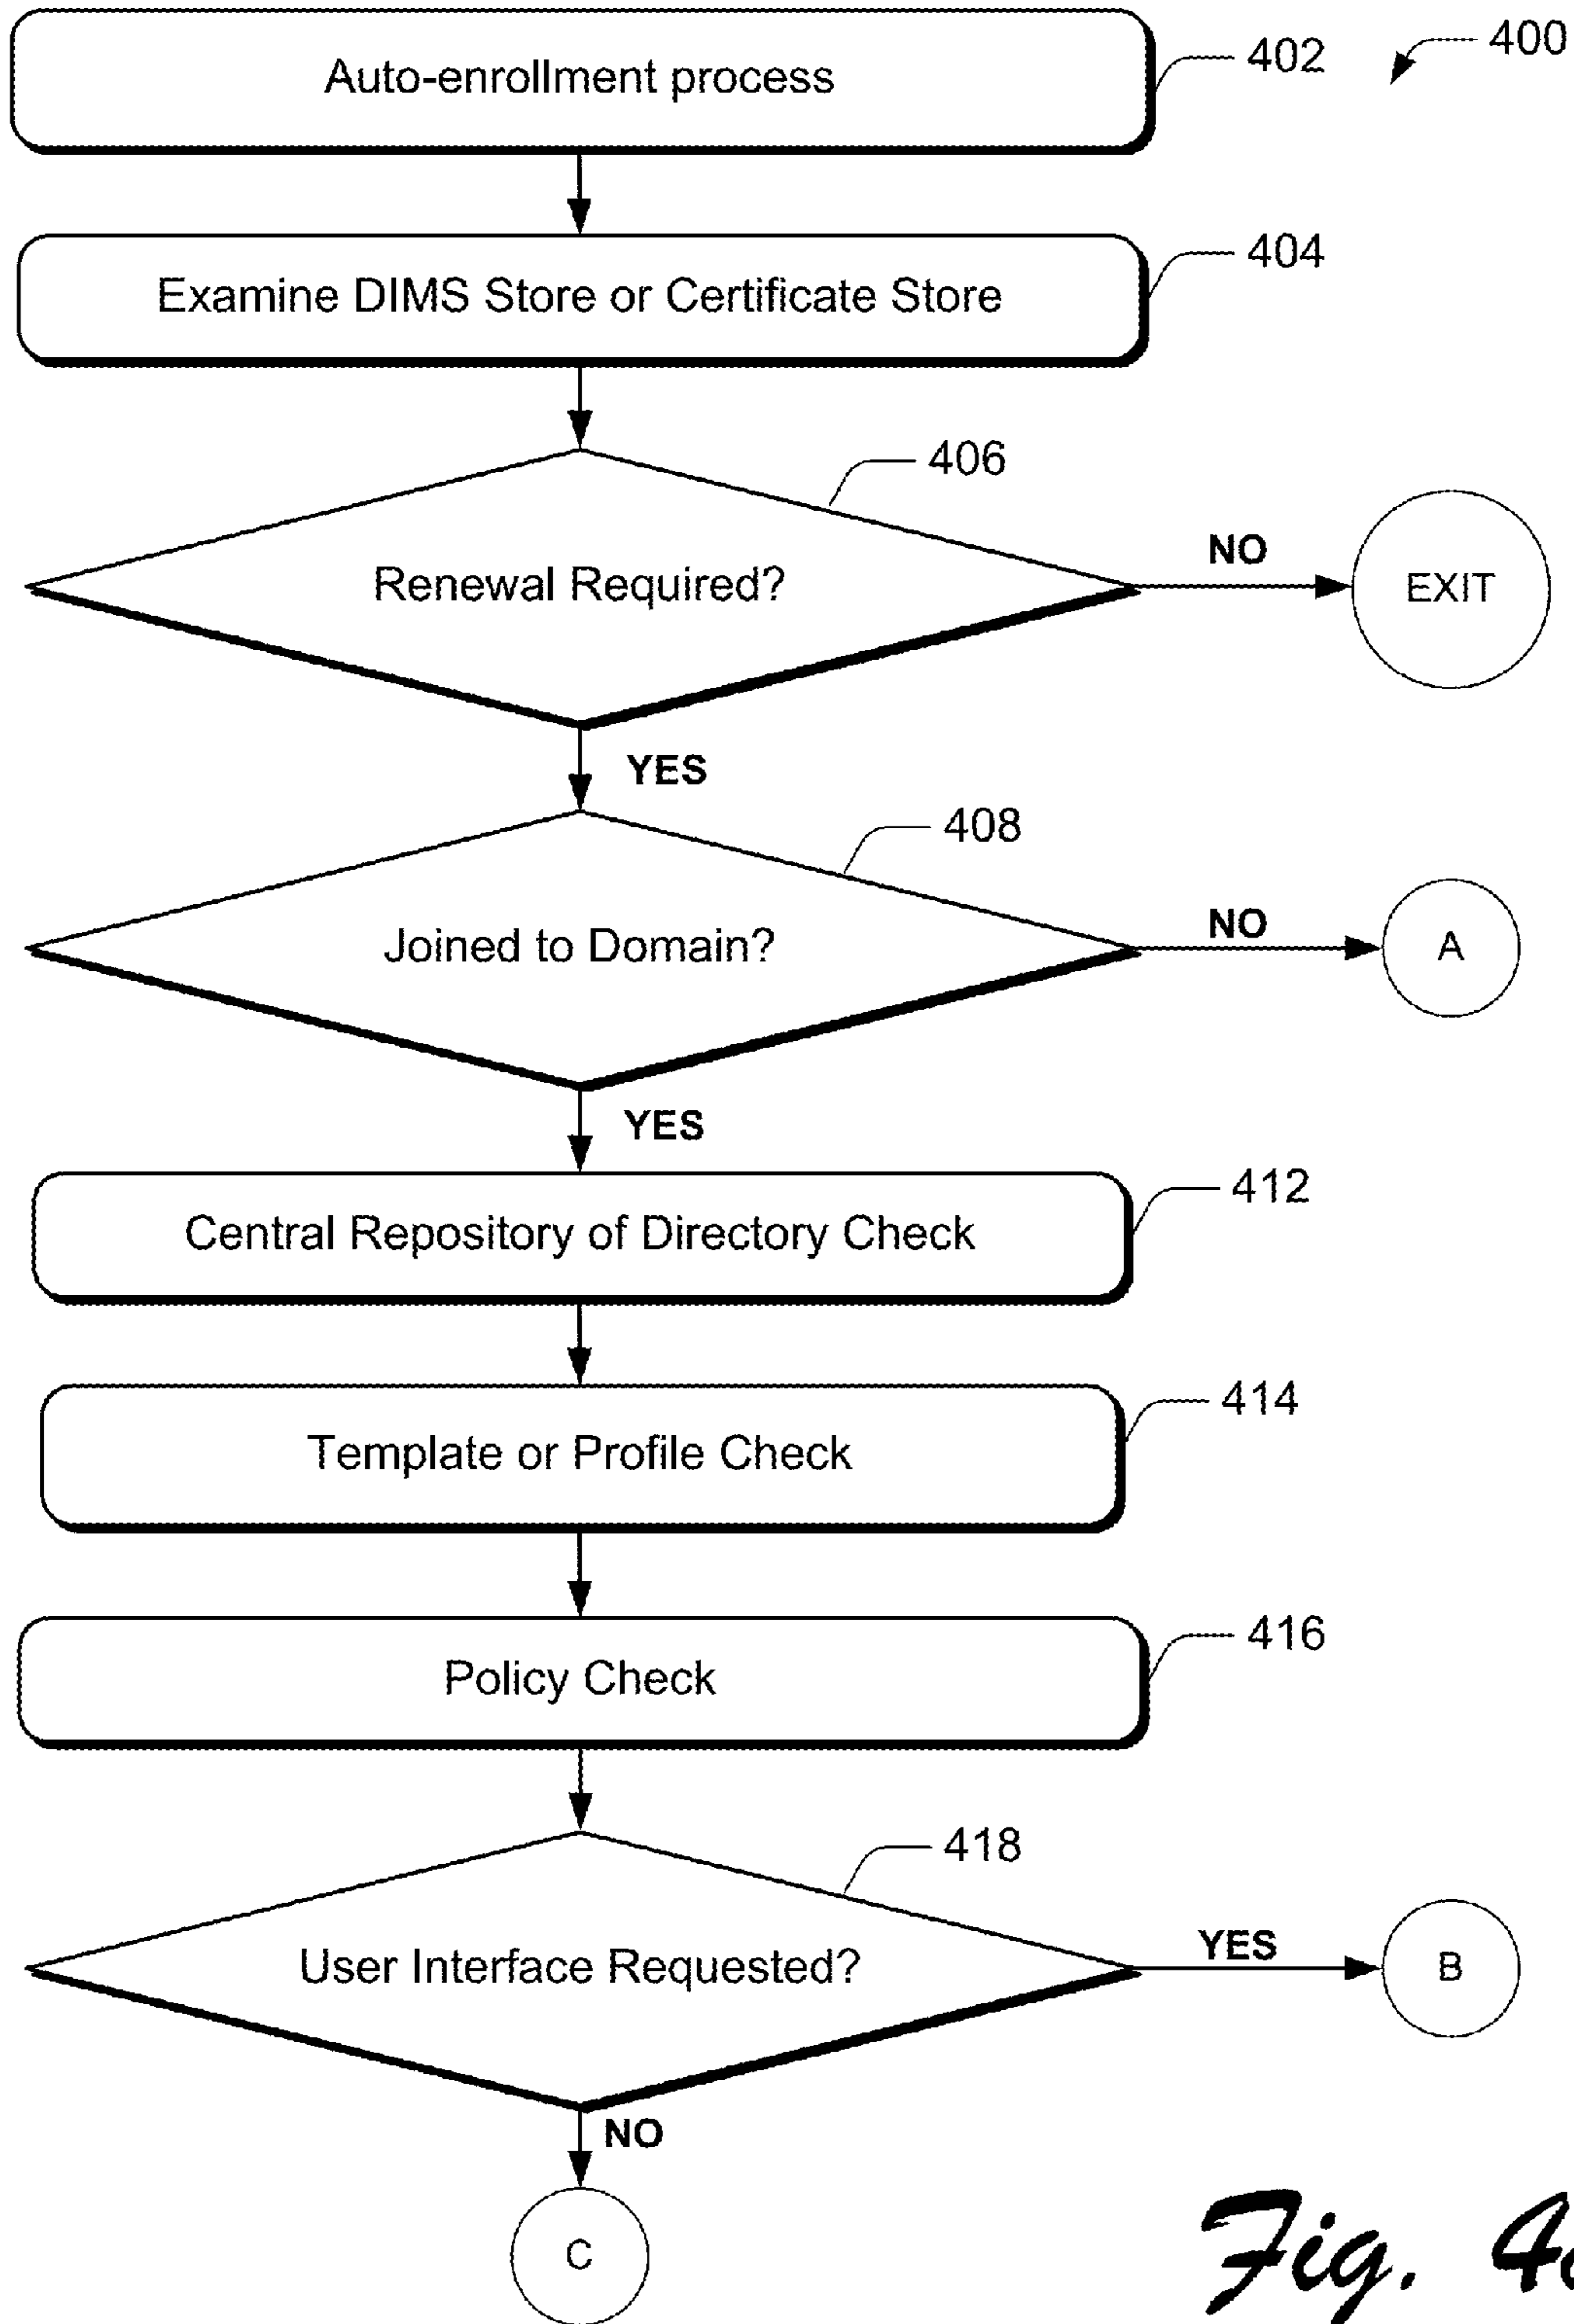 400
Auto-enrollment process
402
Examine DIMS Store or Certificate Store
404
406
Renewal Required?
NO
EXIT
YES
408
Joined to Domain?
NO
A
YES
Central Repository of Directory Check
412
Template or Profile Check
414
Policy Check
416
418
User Interface Requested?
YES
B
NO
C
Fig.